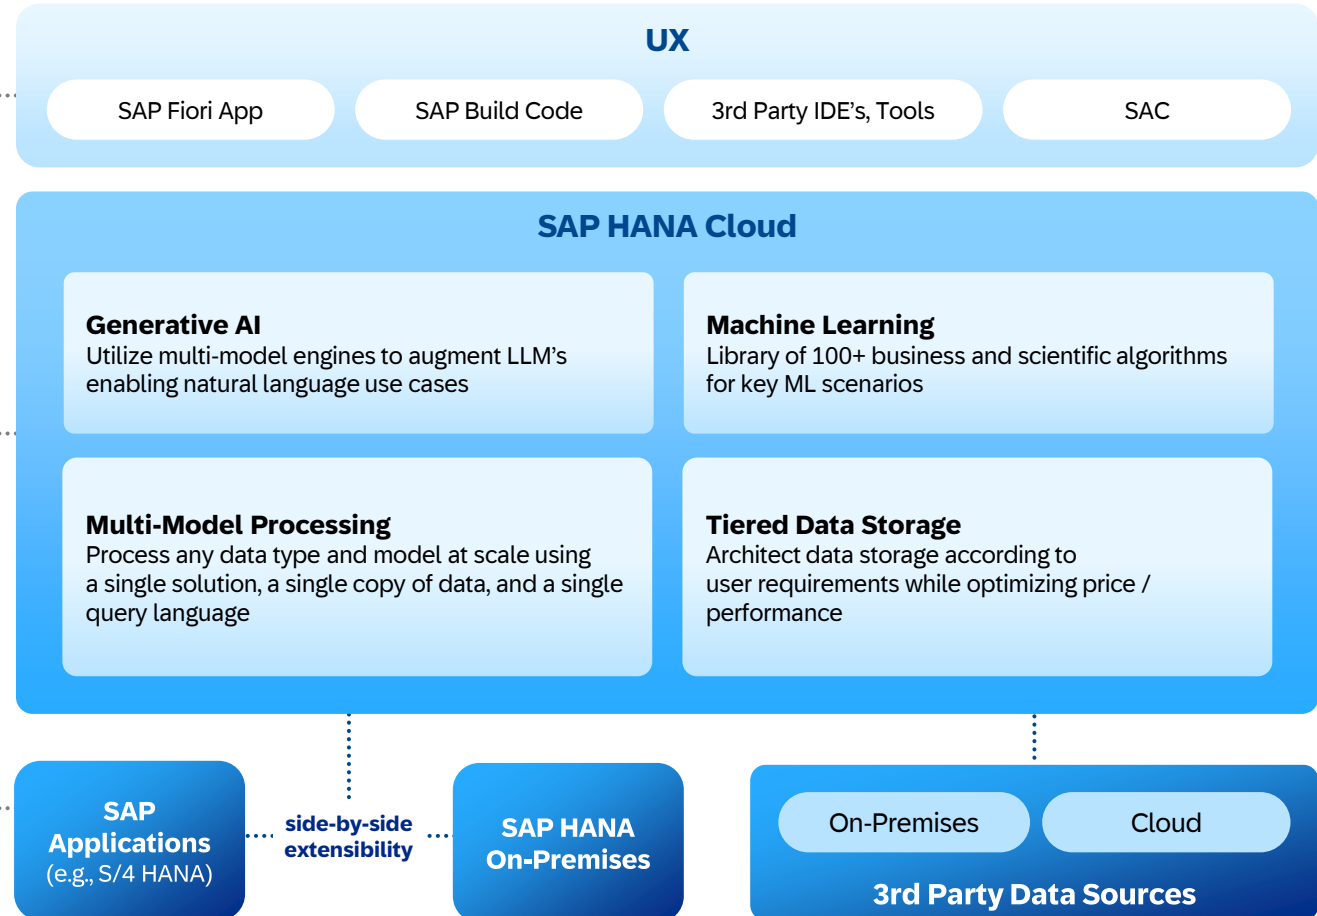 UX
SAP Fiori App
SAP Build Code
3rd Party IDE's, Tools
SAC
SAP HANA Cloud
Generative AI
Utilize multi-model engines to augment LLM's
enabling natural language use cases
Machine Learning
Library of 100+ business and scientific algorithms
for key ML scenarios
Multi-Model Processing
Process any data type and model at scale using
a single solution, a single copy of data, and a single
query language
Tiered Data Storage
Architect data storage according to
user requirements while optimizing price /
performance
SAP
Applications
(e.g., S/4 HANA)
side-by-side
extensibility
SAP HANA
On-Premises
On-Premises
Cloud
3rd Party Data Sources